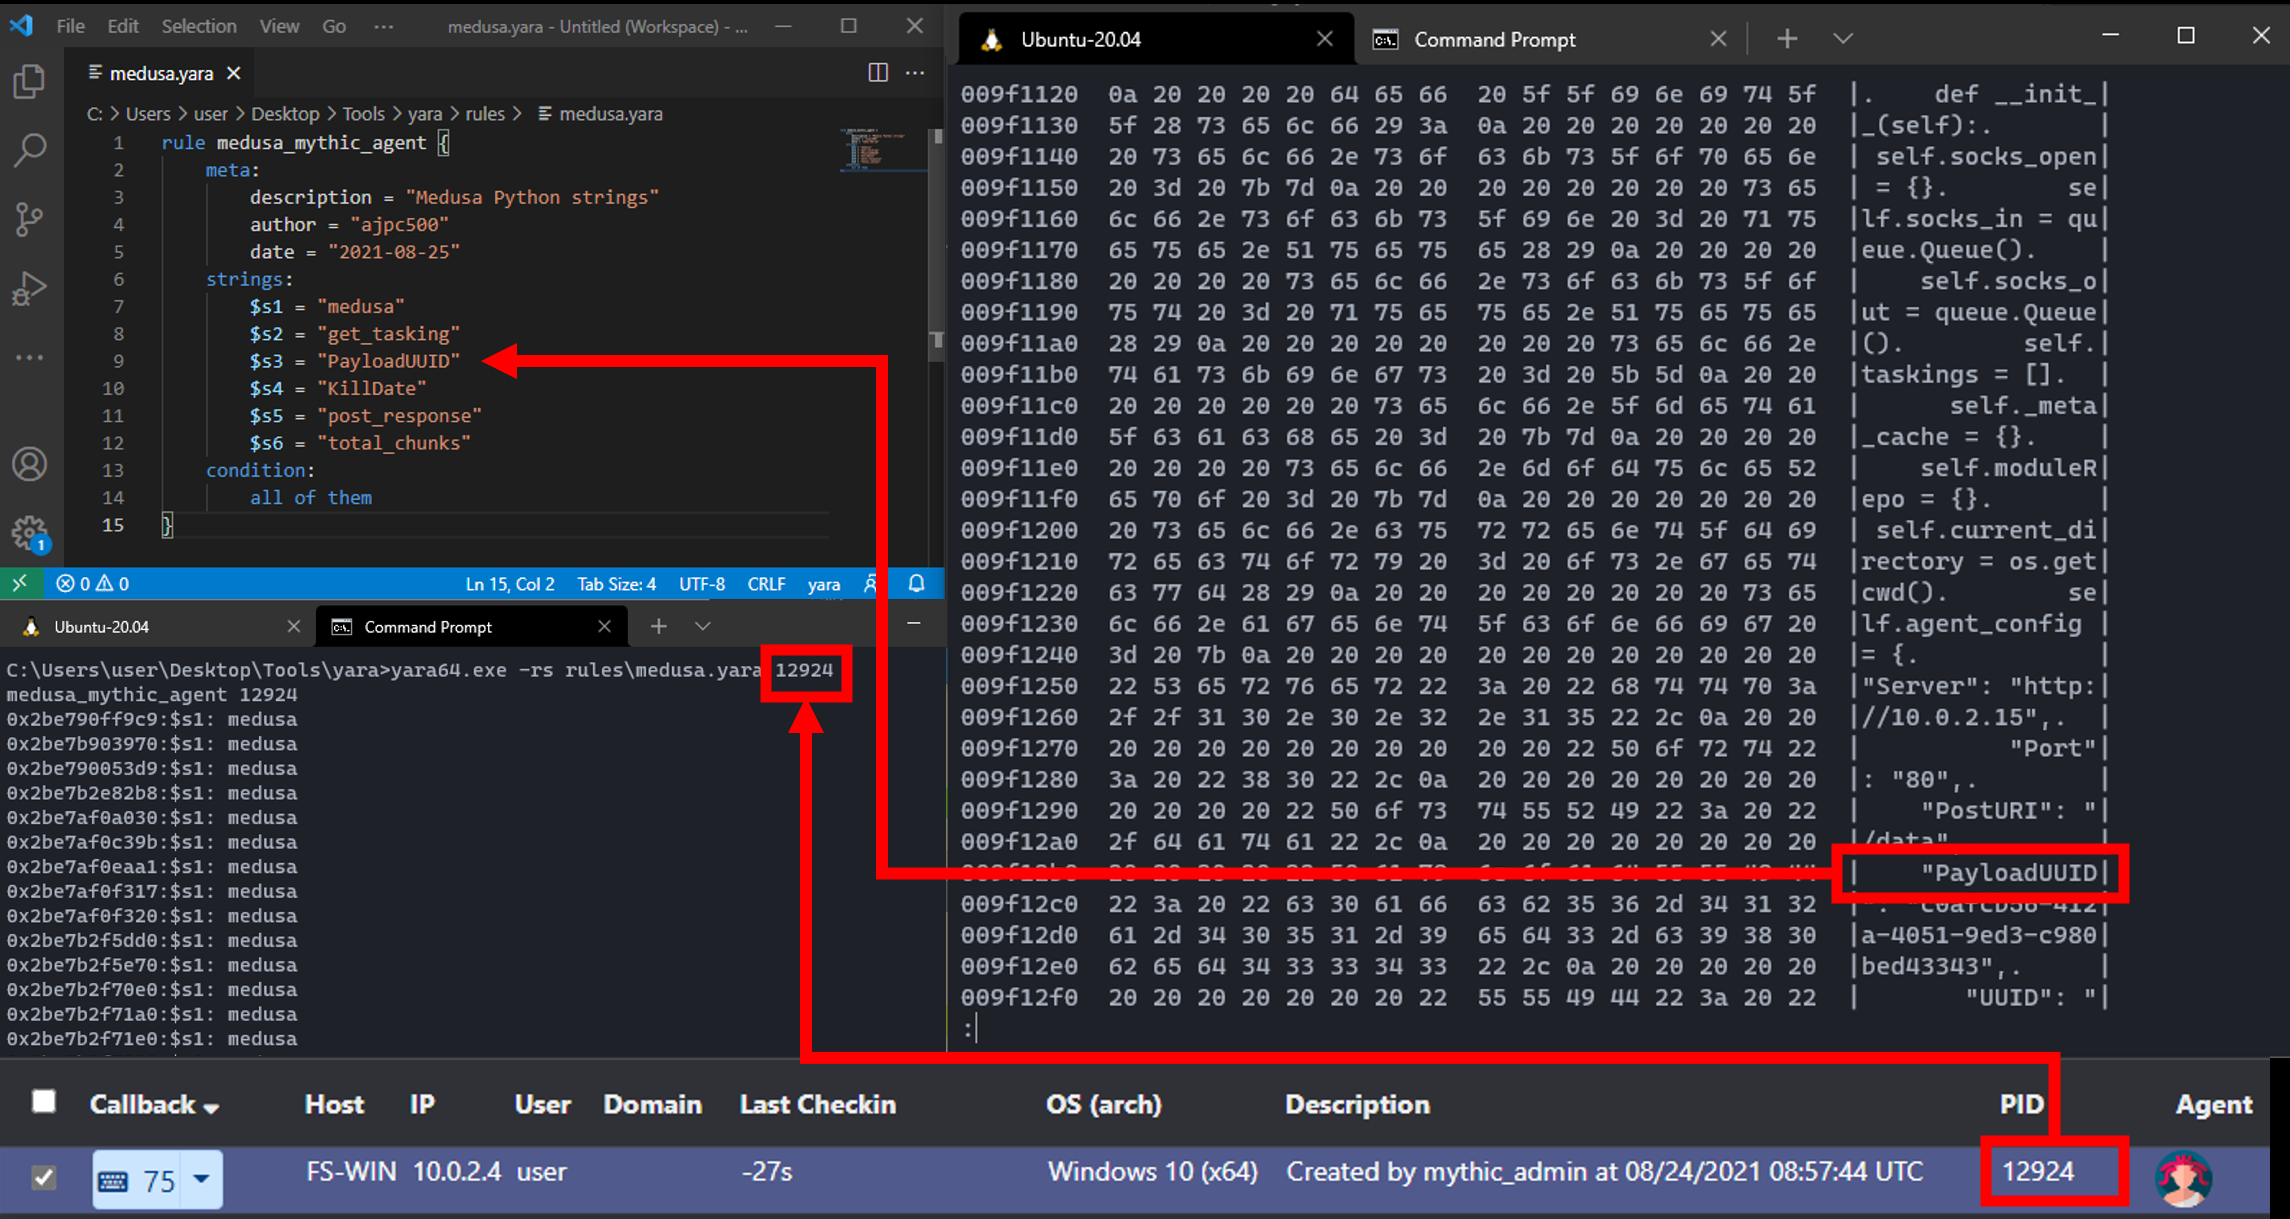 File Edit Selection View Go ··· medusa.yara - Untitled (Workspace) - ...
medusa.yara
C: > Users > user > Desktop > Tools > yara > rules > medusa.yara
1 rule medusa_mythic_agent {
2 meta:
3 description = "Medusa Python strings"
4 author = "ajpc500"
5 date = "2021-08-25"
6 strings:
7 $s1 = "medusa"
8 $s2 = "get_tasking"
9 $s3 = "PayloadUUID"
10 $s4 = "KillDate"
11 $s5 = "post_response"
12 $s6 = "total_chunks"
13 condition:
14 all of them
15 }
1
0 0 Ln 15, Col 2 Tab Size: 4 UTF-8 CRLF yara
Ubuntu-20.04 Command Prompt
C:\Users\user\Desktop\Tools\yara>yara64.exe -rs rules\medusa.yara 12924
medusa_mythic_agent 12924
0x2be790ff9c9:$s1: medusa
0x2be7b903970:$s1: medusa
0x2be790053d9:$s1: medusa
0x2be7b2e82b8:$s1: medusa
0x2be7af0a030:$s1: medusa
0x2be7af0c39b:$s1: medusa
0x2be7af0eaa1:$s1: medusa
0x2be7af0f317:$s1: medusa
0x2be7af0f320:$s1: medusa
0x2be7b2f5dd0:$s1: medusa
0x2be7b2f5e70:$s1: medusa
0x2be7b2f70e0:$s1: medusa
0x2be7b2f71a0:$s1: medusa
0x2be7b2f71e0:$s1: medusa
Ubuntu-20.04 Command Prompt
009f1120 0a 20 20 20 20 64 65 66 20 5f 5f 69 6e 69 74 5f |. def __init_|
009f1130 5f 28 73 65 6c 66 29 3a 0a 20 20 20 20 20 20 20 |_(self):. |
009f1140 20 73 65 6c 66 2e 73 6f 63 6b 73 5f 6f 70 65 6e | self.socks_open|
009f1150 20 3d 20 7b 7d 0a 20 20 20 20 20 20 20 20 73 65 | = {}. se|
009f1160 6c 66 2e 73 6f 63 6b 73 5f 69 6e 20 3d 20 71 75 |lf.socks_in = qu|
009f1170 65 75 65 2e 51 75 65 75 65 28 29 0a 20 20 20 20 |eue.Queue(). |
009f1180 20 20 20 20 73 65 6c 66 2e 73 6f 63 6b 73 5f 6f | self.socks_o|
009f1190 75 74 20 3d 20 71 75 65 75 65 2e 51 75 65 75 65 |ut = queue.Queue|
009f11a0 28 29 0a 20 20 20 20 20 20 20 20 73 65 6c 66 2e |(). self.|
009f11b0 74 61 73 6b 69 6e 67 73 20 3d 20 5b 5d 0a 20 20 |taskings = []. |
009f11c0 20 20 20 20 20 20 73 65 6c 66 2e 5f 6d 65 74 61 | self._meta|
009f11d0 5f 63 61 63 68 65 20 3d 20 7b 7d 0a 20 20 20 20 |_cache = {}. |
009f11e0 20 20 20 20 73 65 6c 66 2e 6d 6f 64 75 6c 65 52 | self.moduleR|
009f11f0 65 70 6f 20 3d 20 7b 7d 0a 20 20 20 20 20 20 20 |epo = {}. |
009f1200 20 73 65 6c 66 2e 63 75 72 72 65 6e 74 5f 64 69 | self.current_di|
009f1210 72 65 63 74 6f 72 79 20 3d 20 6f 73 2e 67 65 74 |rectory = os.get|
009f1220 63 77 64 28 29 0a 20 20 20 20 20 20 20 20 73 65 |cwd(). se|
009f1230 6c 66 2e 61 67 65 6e 74 5f 63 6f 6e 66 69 67 20 |lf.agent_config |
009f1240 3d 20 7b 0a 20 20 20 20 20 20 20 20 20 20 20 20 |= {. |
009f1250 22 53 65 72 76 65 72 22 3a 20 22 68 74 74 70 3a |"Server": "http:|
009f1260 2f 2f 31 30 2e 30 2e 32 2e 31 35 22 2c 0a 20 20 |//10.0.2.15",. |
009f1270 20 20 20 20 20 20 20 20 20 20 22 50 6f 72 74 22 | "Port"|
009f1280 3a 20 22 38 30 22 2c 0a 20 20 20 20 20 20 20 20 |: "80",. |
009f1290 20 20 20 20 22 50 6f 73 74 55 52 49 22 3a 20 22 | "PostURI": "|
009f12a0 2f 64 61 74 61 22 2c 0a 20 20 20 20 20 20 20 20 |/data",
| "PayloadUUID|
009f12c0 22 3a 20 22 63 30 61 66 63 62 35 36 2d 34 31 32 |": "c0afcb56-412|
009f12d0 61 2d 34 30 35 31 2d 39 65 64 33 2d 63 39 38 30 |a-4051-9ed3-c980|
009f12e0 62 65 64 34 33 33 34 33 22 2c 0a 20 20 20 20 20 |bed43343",. |
009f12f0 20 20 20 20 20 20 20 22 55 55 49 44 22 3a 20 22 | "UUID": "|
:
Callback Host IP User Domain Last Checkin OS (arch) Description PID Agent
75 FS-WIN 10.0.2.4 user -27s Windows 10 (x64) Created by mythic_admin at 08/24/2021 08:57:44 UTC 12924